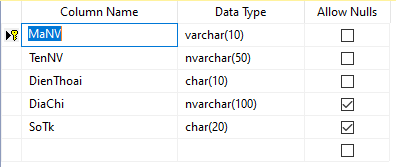 Column Name Data Type Allow Nulls
MaNV varchar(10)
TenNV nvarchar(50)
DienThoai char(10)
DiaChi nvarchar(100)
SoTk char(20)